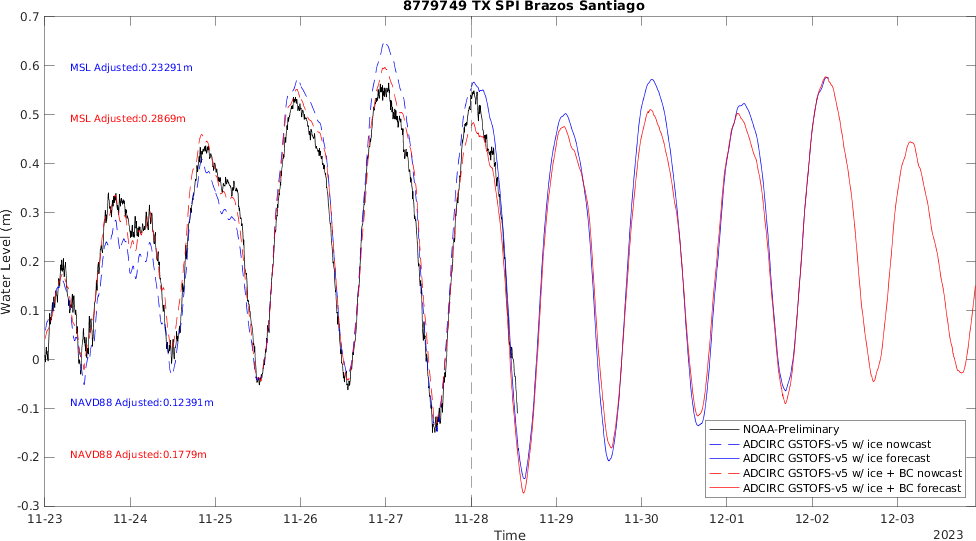 8779749 TX SPI Brazos Santiago
0.7
0.6
0.5
0.4
0.3
0.2
0.1
0
-0.1
-0.2
-0.3
Water Level (m)
MSL Adjusted:0.23291m
MSL Adjusted:0.2869m
NAVD88 Adjusted:0.12391m
NAVD88 Adjusted:0.1779m
NOAA-Preliminary
ADCIRC GSTOFS-v5 w/ ice nowcast
ADCIRC GSTOFS-v5 w/ ice forecast
ADCIRC GSTOFS-v5 w/ ice + BC nowcast
ADCIRC GSTOFS-v5 w/ ice + BC forecast
11-23 11-24 11-25 11-26 11-27 11-28 11-29 11-30 12-01 12-02 12-03
Time
2023